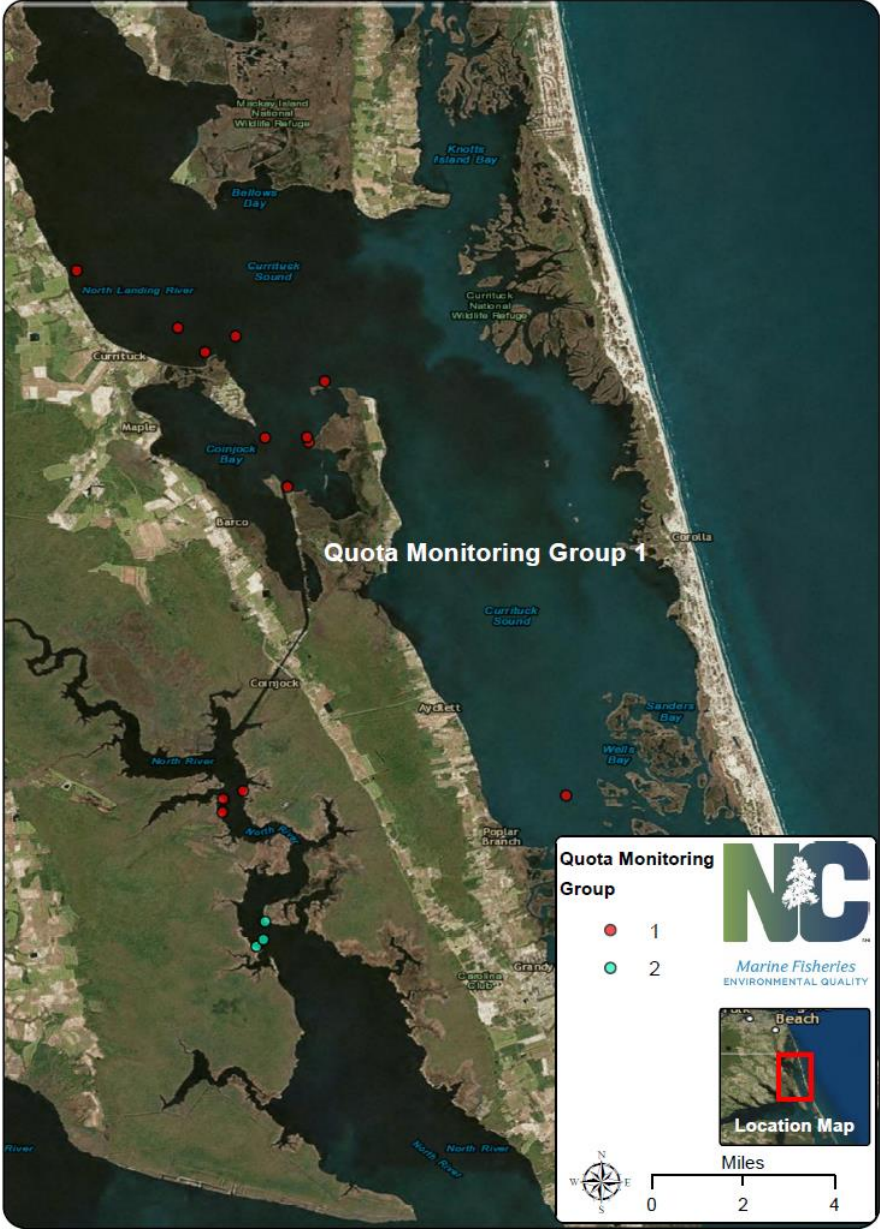 Mackay Island
National
Wildlife Refuge
Knotts
Island Bay
Bellows
Bay
Currituck
Sound
North Landing River
Currituck
National
Wildlife Refuge
Currituck
Maple
Coinjock
Bay
Barco
Quota Monitoring Group 1
Corolla
Currituck
Sound
Coinjock
Aydlett
Sanders
Bay
Wells
Bay
North River
North River
Poplar
Branch
Grandy
Carolina
Club
River
North River
North River
Quota Monitoring
Group
1
2
NC
Marine Fisheries
ENVIRONMENTAL QUALITY
Beach
Location Map
N
W
E
S
Miles
0
2
4